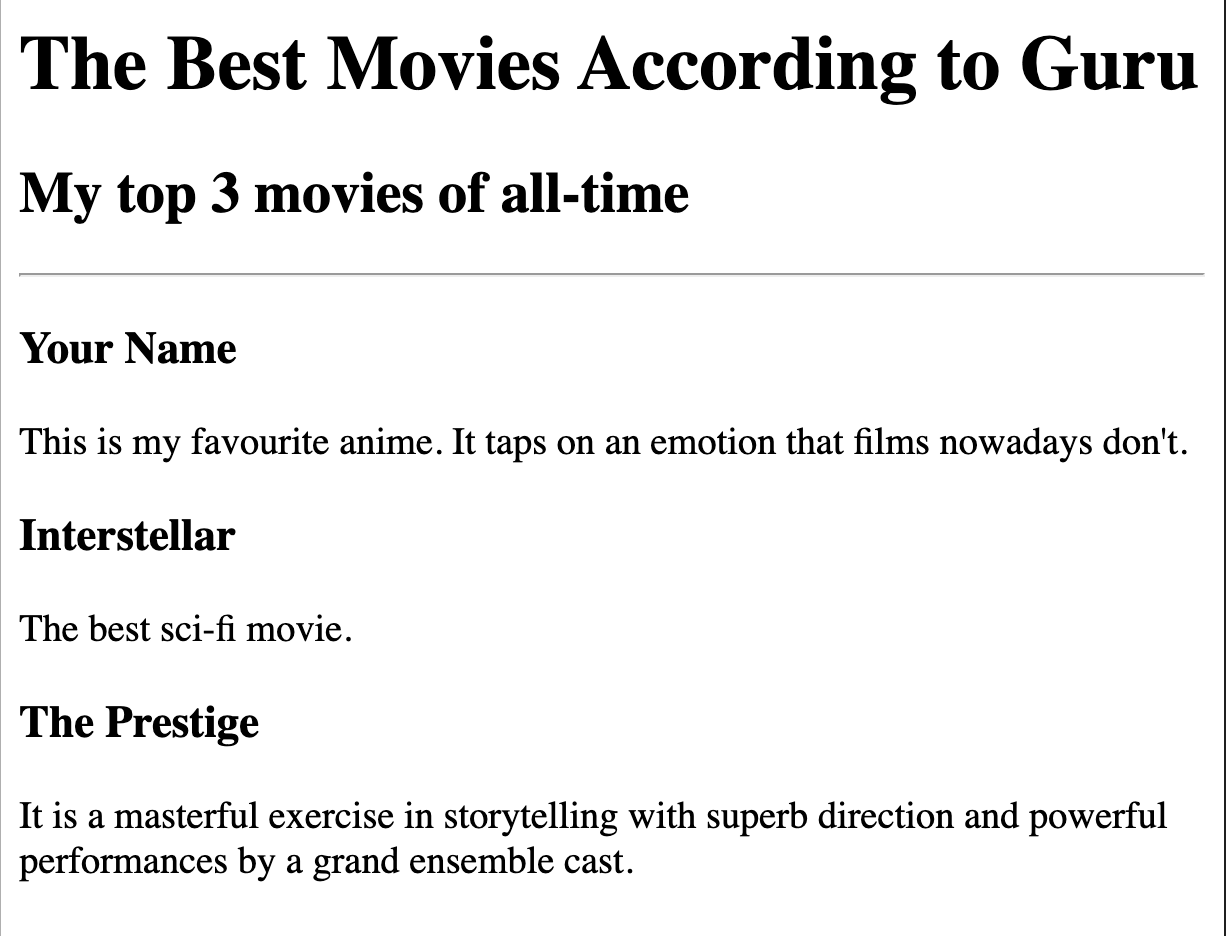 The Best Movies According to Guru
My top 3 movies of all-time
Your Name
This is my favourite anime. It taps on an emotion that films nowadays don't.
Interstellar
The best sci-fi movie.
The Prestige
It is a masterful exercise in storytelling with superb direction and powerful
performances by a grand ensemble cast.